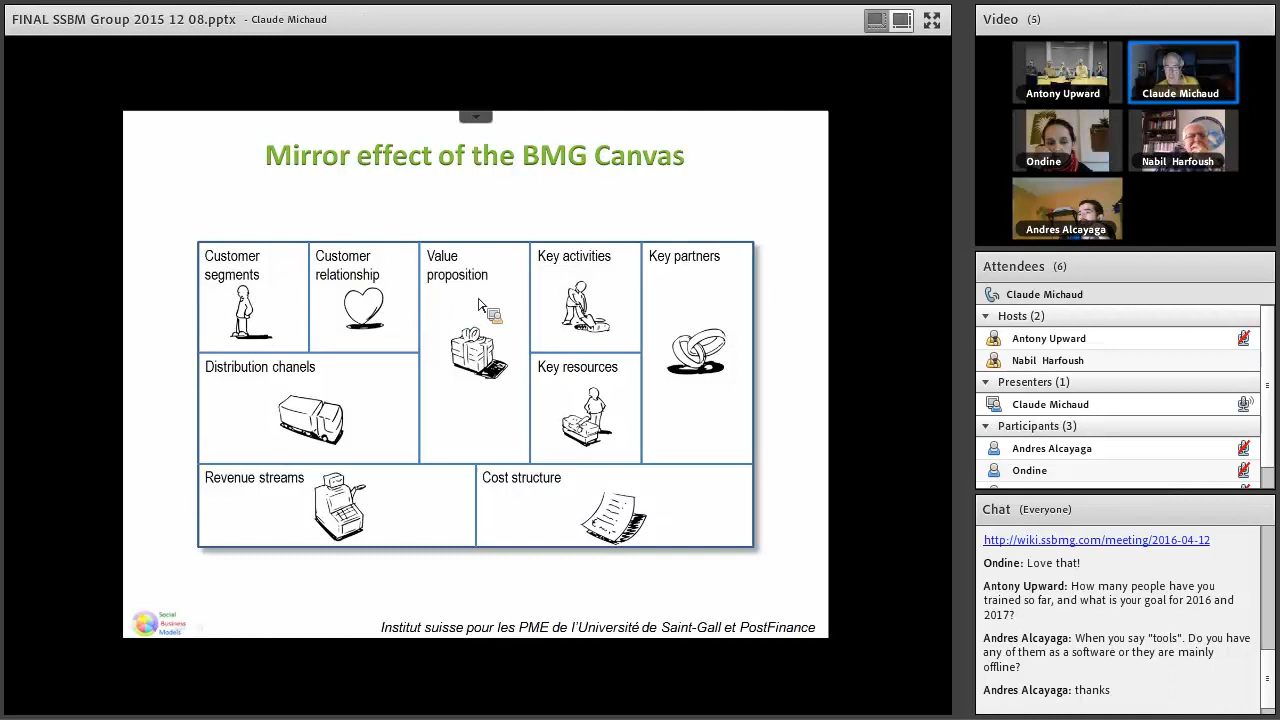 FINAL SSBM Group 2015 12 08.pptx - Claude Michaud
Mirror effect of the BMG Canvas
Customer
segments
Customer
relationship
Value
proposition
Key activities
Key partners
Distribution chanels
Key resources
Revenue streams
Cost structure
Social
Business
Models
Institut suisse pour les PME de l'Université de Saint-Gall et PostFinance
Video (5)
Antony Upward
Claude Michaud
Ondine
Nabil Harfoush
Andres Alcayaga
Attendees (6)
Claude Michaud
Hosts (2)
Antony Upward
Nabil Harfoush
Presenters (1)
Claude Michaud
Participants (3)
Andres Alcayaga
Ondine
Chat (Everyone)
http://wiki.ssbmg.com/meeting/2016-04-12
Ondine: Love that!
Antony Upward: How many people have you
trained so far, and what is your goal for 2016 and
2017?
Andres Alcayaga: When you say "tools". Do you have
any of them as a software or they are mainly
offline?
Andres Alcayaga: thanks